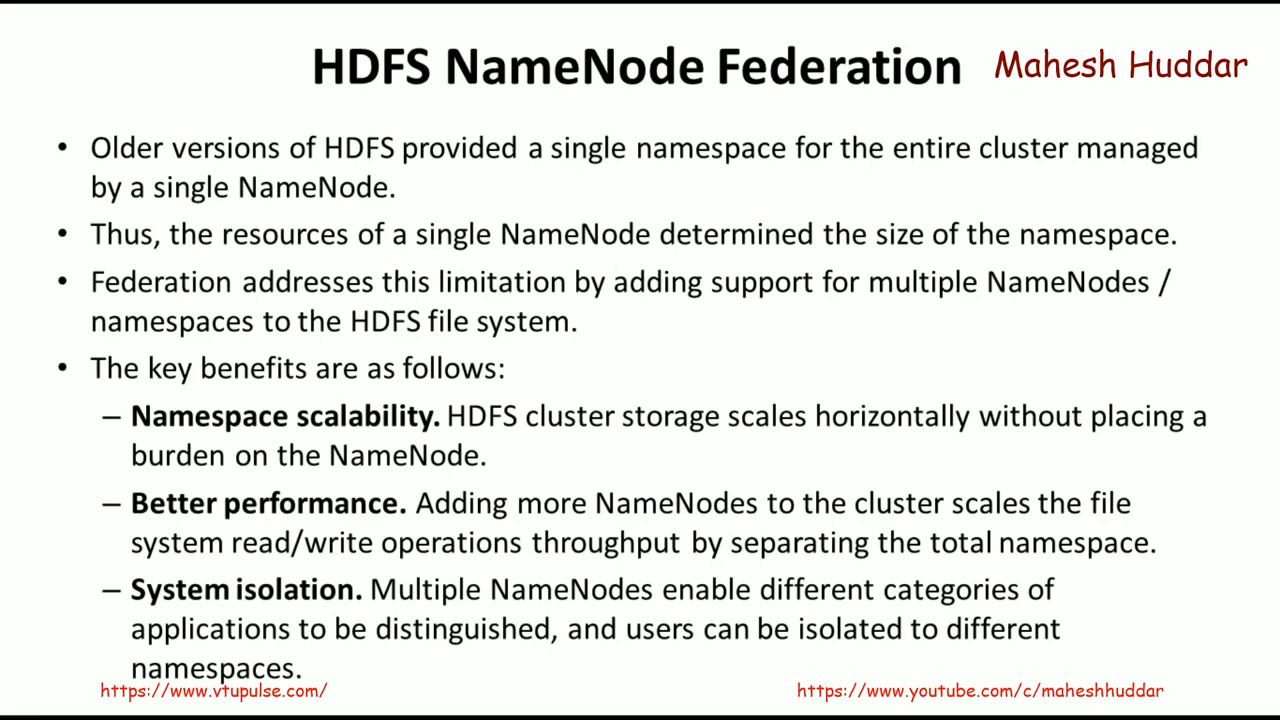 HDFS NameNode Federation
Mahesh Huddar
• Older versions of HDFS provided a single namespace for the entire cluster managed
by a single NameNode.
• Thus, the resources of a single NameNode determined the size of the namespace.
• Federation addresses this limitation by adding support for multiple NameNodes /
namespaces to the HDFS file system.
• The key benefits are as follows:
– Namespace scalability. HDFS cluster storage scales horizontally without placing a
burden on the NameNode.
– Better performance. Adding more NameNodes to the cluster scales the file
system read/write operations throughput by separating the total namespace.
– System isolation. Multiple NameNodes enable different categories of
applications to be distinguished, and users can be isolated to different
namespaces.
https://www.vtupulse.com/
https://www.youtube.com/c/maheshhuddar